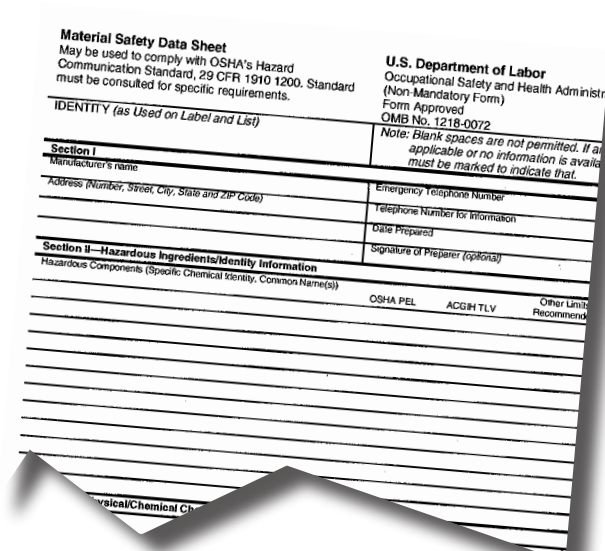 Material Safety Data Sheet
May be used to comply with OSHA's Hazard
Communication Standard, 29 CFR 1910 1200. Standard
must be consulted for specific requirements.
U.S. Department of Labor
Occupational Safety and Health Administr
(Non-Mandatory Form)
Form Approved
OMB No. 1218-0072
IDENTITY (as Used on Label and List)
Note: Blank spaces are not permitted. If a
applicable or no information is availa
must be marked to indicate that.
Section I
Manufacturer's name
Emergency Telephone Number
Address (Number, Street, City, State and ZIP Code)
Telephone Number for Information
Date Prepared
Signature of Preparer (optional)
Section II—Hazardous Ingredients/Identity Information
Hazardous Components (Specific Chemical Identity, Common Name(s))
OSHA PEL
ACGIH TLV
Other Limits
Recommend
ysical/Chemical Ch